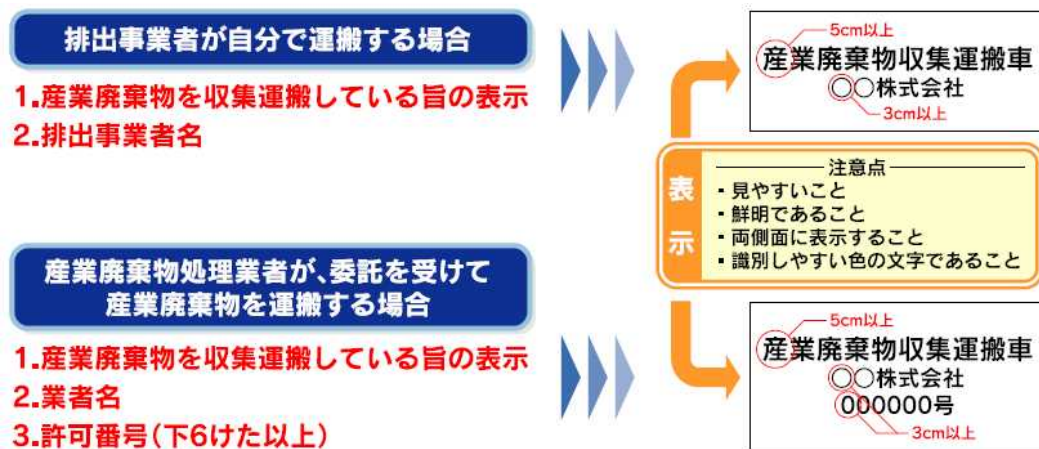 排出事業者が自分で運搬する場合
1.産業廃棄物を収集運搬している旨の表示
2.排出事業者名
5cm以上
産業廃棄物収集運搬車
〇〇株式会社
3cm以上
表示
注意点
・見やすいこと
・鮮明であること
・両側面に表示すること
・識別しやすい色の文字であること
産業廃棄物処理業者が、委託を受けて
産業廃棄物を運搬する場合
1.産業廃棄物を収集運搬している旨の表示
2.業者名
3.許可番号(下6けた以上)
5cm以上
産業廃棄物収集運搬車
〇〇株式会社
000000号
3cm以上